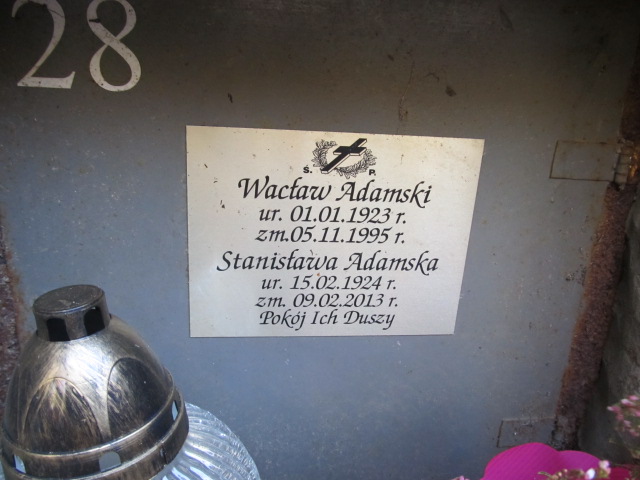 28
Ś. P.
Wacław Adamski
ur. 01.01.1923 r.
zm.05.11.1995 r.
Stanisława Adamska
ur. 15.02.1924 r.
zm. 09.02.2013 r.
Pokój Ich Duszy